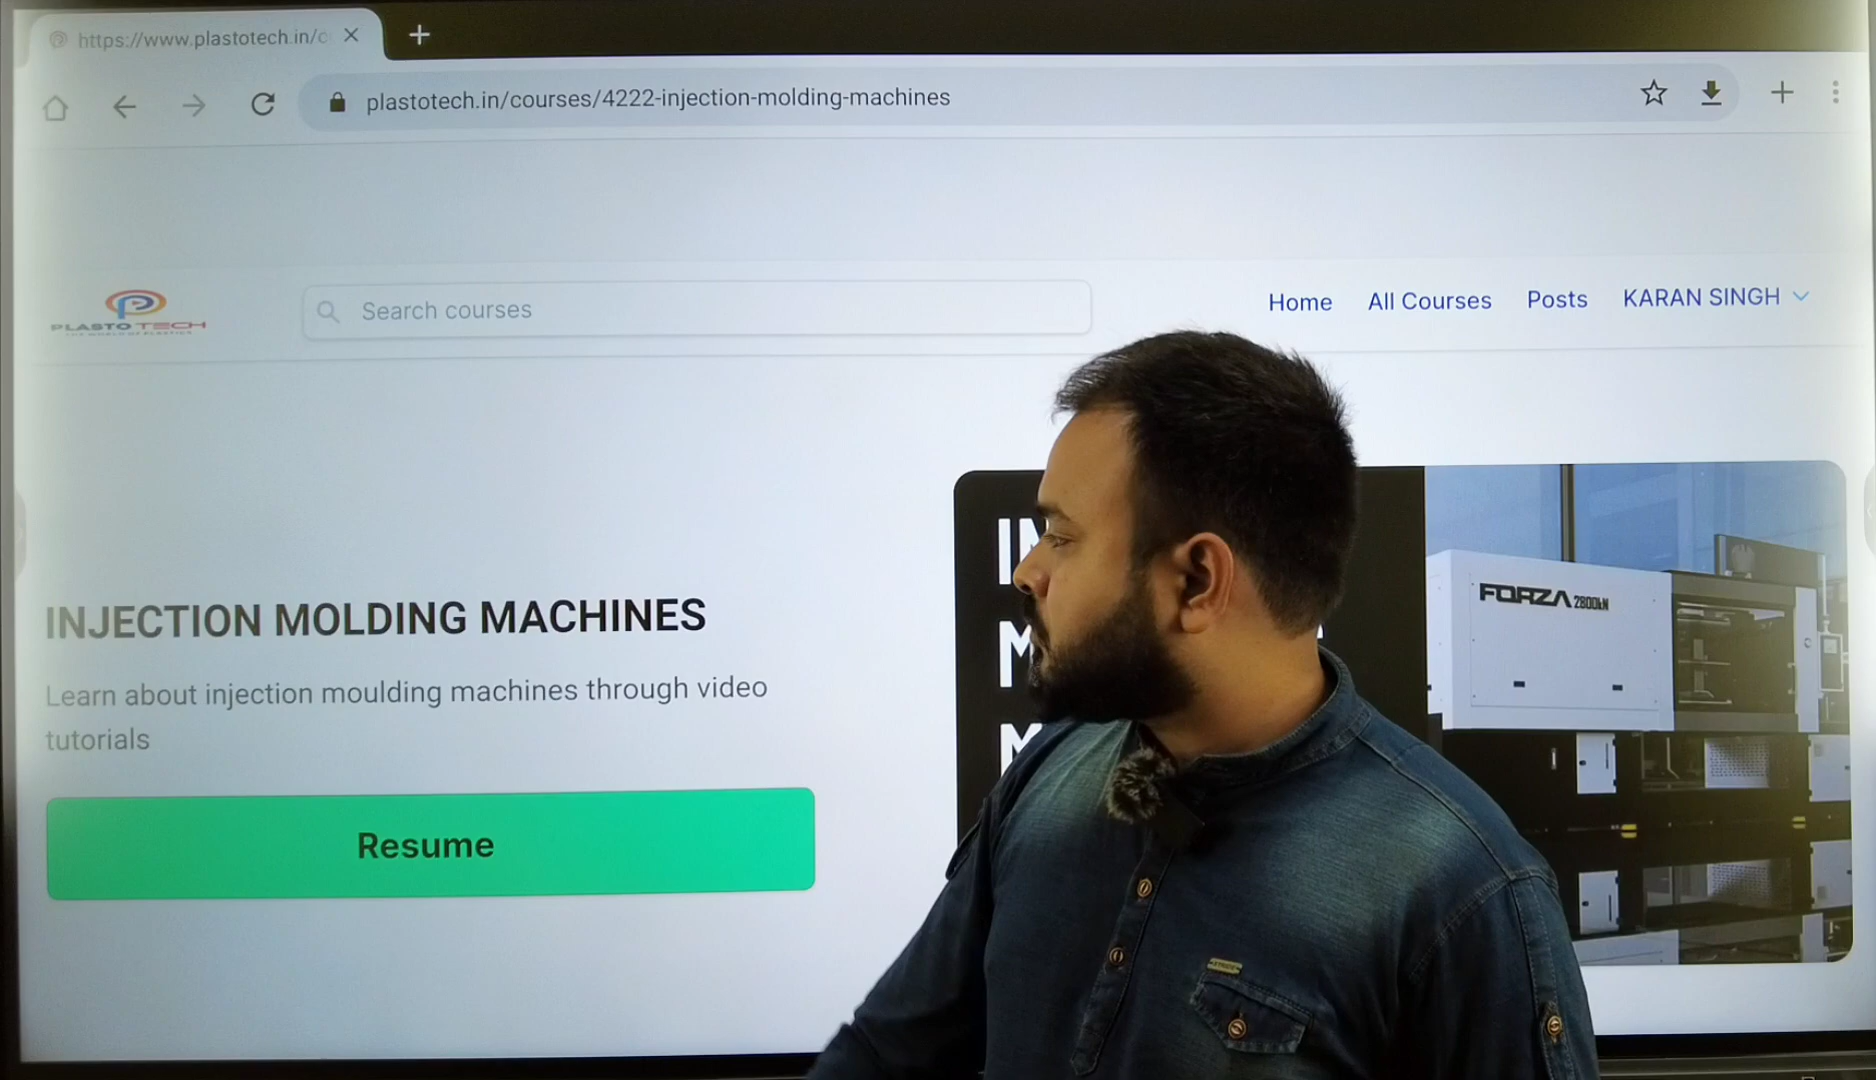 https://www.plastotech.in/c
plastotech.in/courses/4222-injection-molding-machines
PLASTO TECH
Search courses
Home
All Courses
Posts
KARAN SINGH
INJECTION MOLDING MACHINES
Learn about injection moulding machines through video
tutorials
Resume
FORZA 2800kN